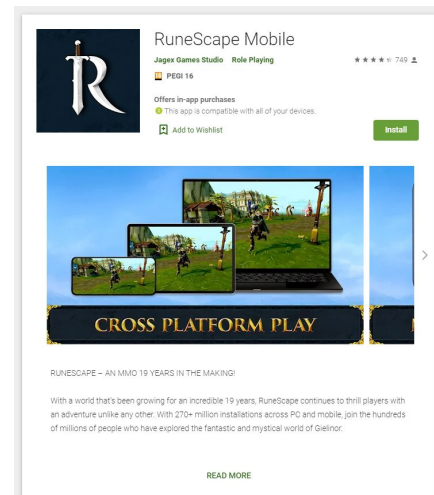 RuneScape Mobile
Jagex Games Studio Role Playing
749
PEGI 16
Offers in-app purchases
This app is compatible with all of your devices.
Add to Wishlist
Install
CROSS PLATFORM PLAY
RUNESCAPE – AN MMO 19 YEARS IN THE MAKING!
With a world that's been growing for an incredible 19 years, RuneScape continues to thrill players with
an adventure unlike any other. With 270+ million installations across PC and mobile, join the hundreds
of millions of people who have explored the fantastic and mystical world of Gielinor.
READ MORE